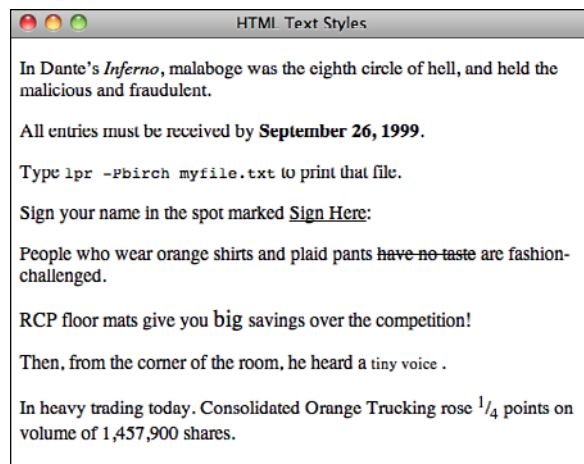 HTML Text Styles
In Dante's Inferno, malaboge was the eighth circle of hell, and held the
malicious and fraudulent.
All entries must be received by September 26, 1999.
Type lpr -Pbirch myfile.txt to print that file.
Sign your name in the spot marked Sign Here:
People who wear orange shirts and plaid pants have no taste are fashion-
challenged.
RCP floor mats give you big savings over the competition!
Then, from the corner of the room, he heard a tiny voice .
In heavy trading today. Consolidated Orange Trucking rose 1/4 points on
volume of 1,457,900 shares.